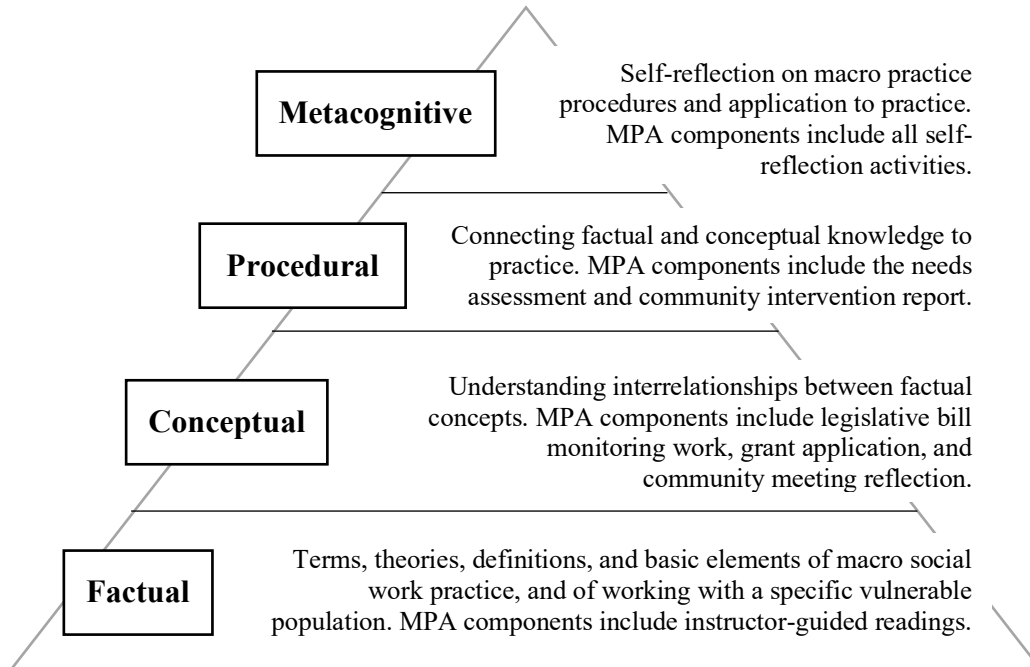 Metacognitive
Self-reflection on macro practice
procedures and application to practice.
MPA components include all self-
reflection activities.
Procedural
Connecting factual and conceptual knowledge to
practice. MPA components include the needs
assessment and community intervention report.
Conceptual
Understanding interrelationships between factual
concepts. MPA components include legislative bill
monitoring work, grant application, and
community meeting reflection.
Factual
Terms, theories, definitions, and basic elements of macro social
work practice, and of working with a specific vulnerable
population. MPA components include instructor-guided readings.